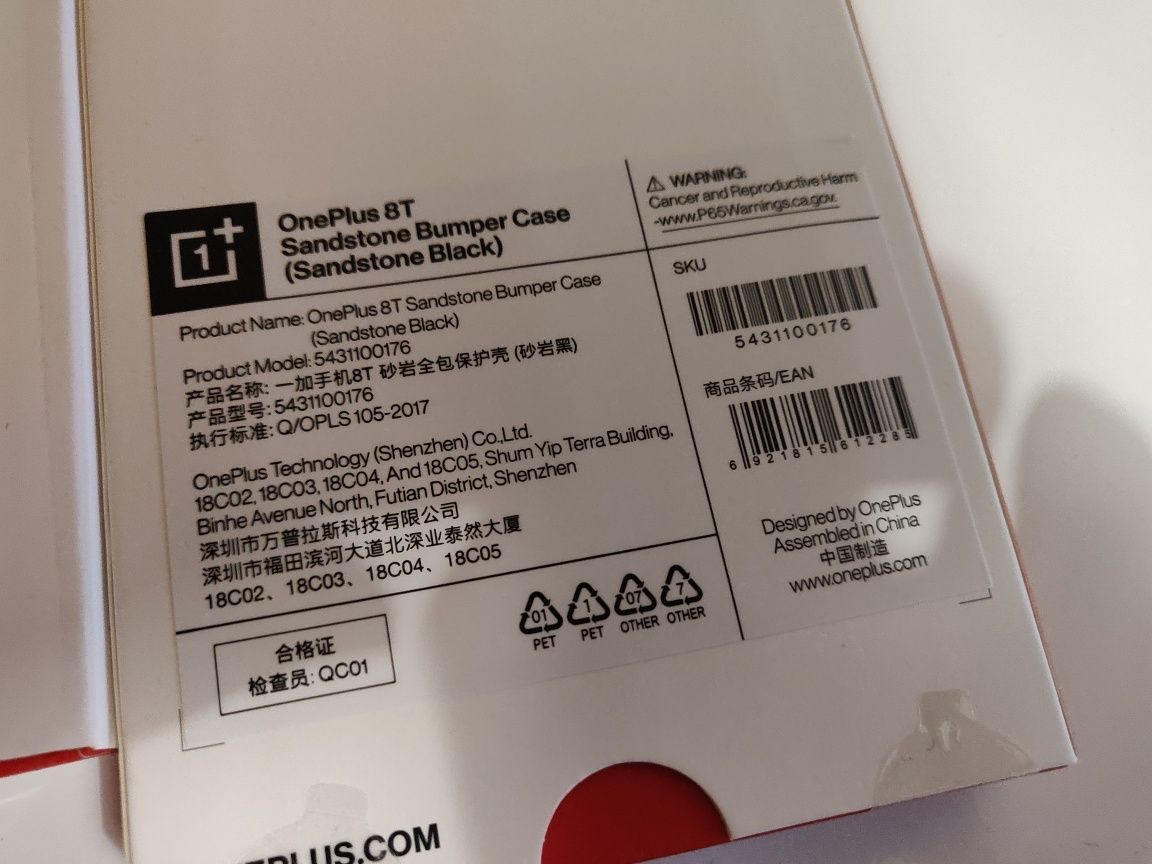 1+
OnePlus 8T
Sandstone Bumper Case
(Sandstone Black)
Product Name: OnePlus 8T Sandstone Bumper Case
(Sandstone Black)
Product Model: 5431100176
产品名称: 一加手机8T 砂岩全包保护壳 (砂岩黑)
产品型号: 5431100176
执行标准: Q/OPLS 105-2017
OnePlus Technology (Shenzhen) Co.,Ltd.
18C02, 18C03, 18C04, And 18C05, Shum Yip Terra Building,
Binhe Avenue North, Futian District, Shenzhen
深圳市万普拉斯科技有限公司
深圳市福田滨河大道北深业泰然大厦
18C02、18C03、18C04、18C05
合格证
检查员: QC01
01 1 07 7
PET PET OTHER OTHER
WARNING:
Cancer and Reproductive Harm
-www.P65Warnings.ca.gov.
SKU
5431100176
商品条码/EAN
6 921815 612285
Designed by OnePlus
Assembled in China
中国制造
www.oneplus.com
EPLUS.COM